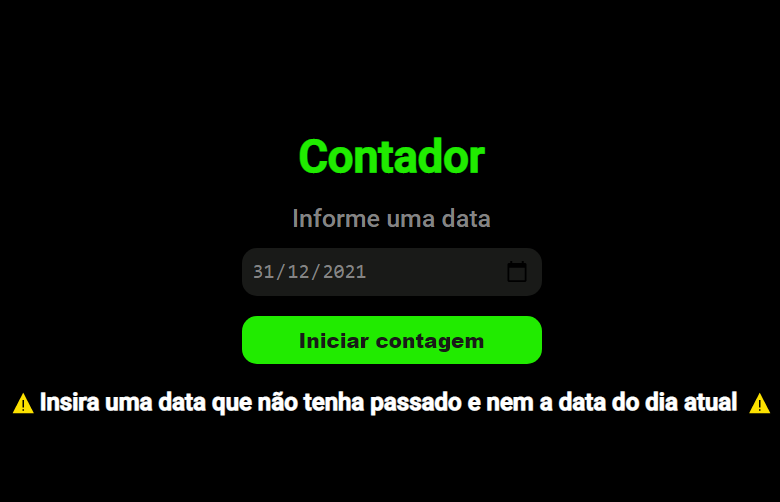 Contador
Informe uma data
31/12/2021
Iniciar contagem
⚠ Insira uma data que não tenha passado e nem a data do dia atual ⚠